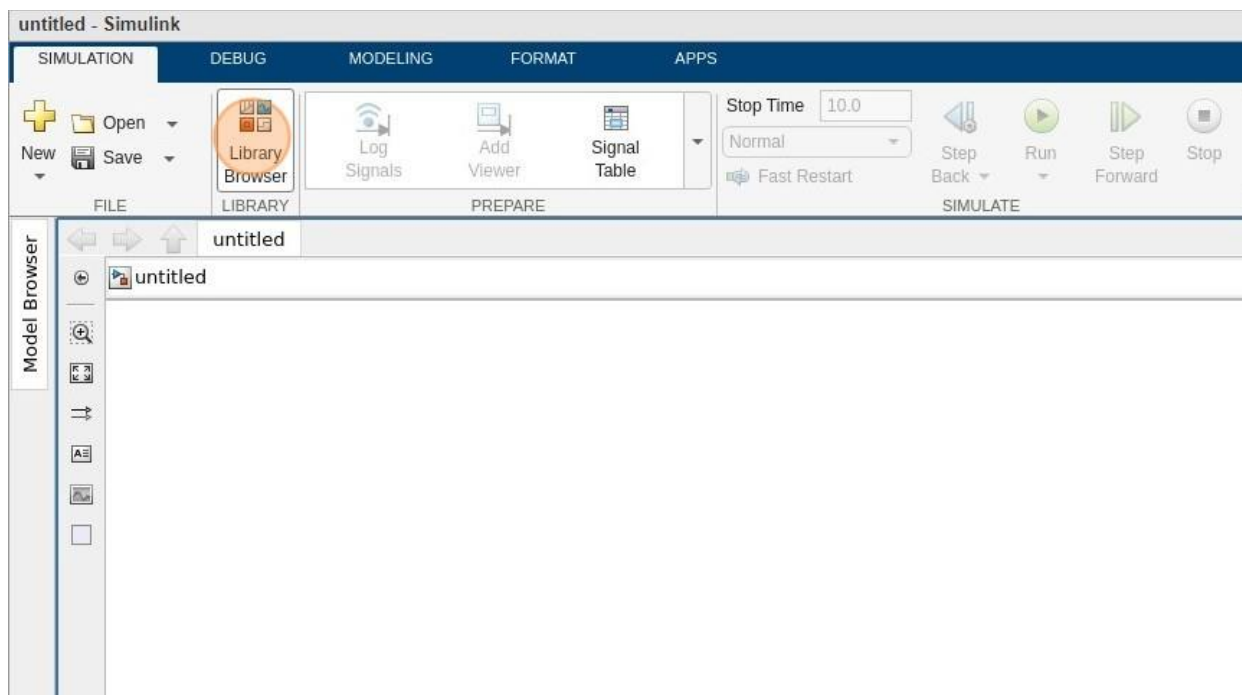 untitled - Simulink
SIMULATION DEBUG MODELING FORMAT APPS
New
Open
Save
FILE
Library
Browser
LIBRARY
Log
Signals
Add
Viewer
Signal
Table
PREPARE
Stop Time 10.0
Normal
Fast Restart
Step
Back
Run
Step
Forward
Stop
SIMULATE
Model Browser
untitled
untitled